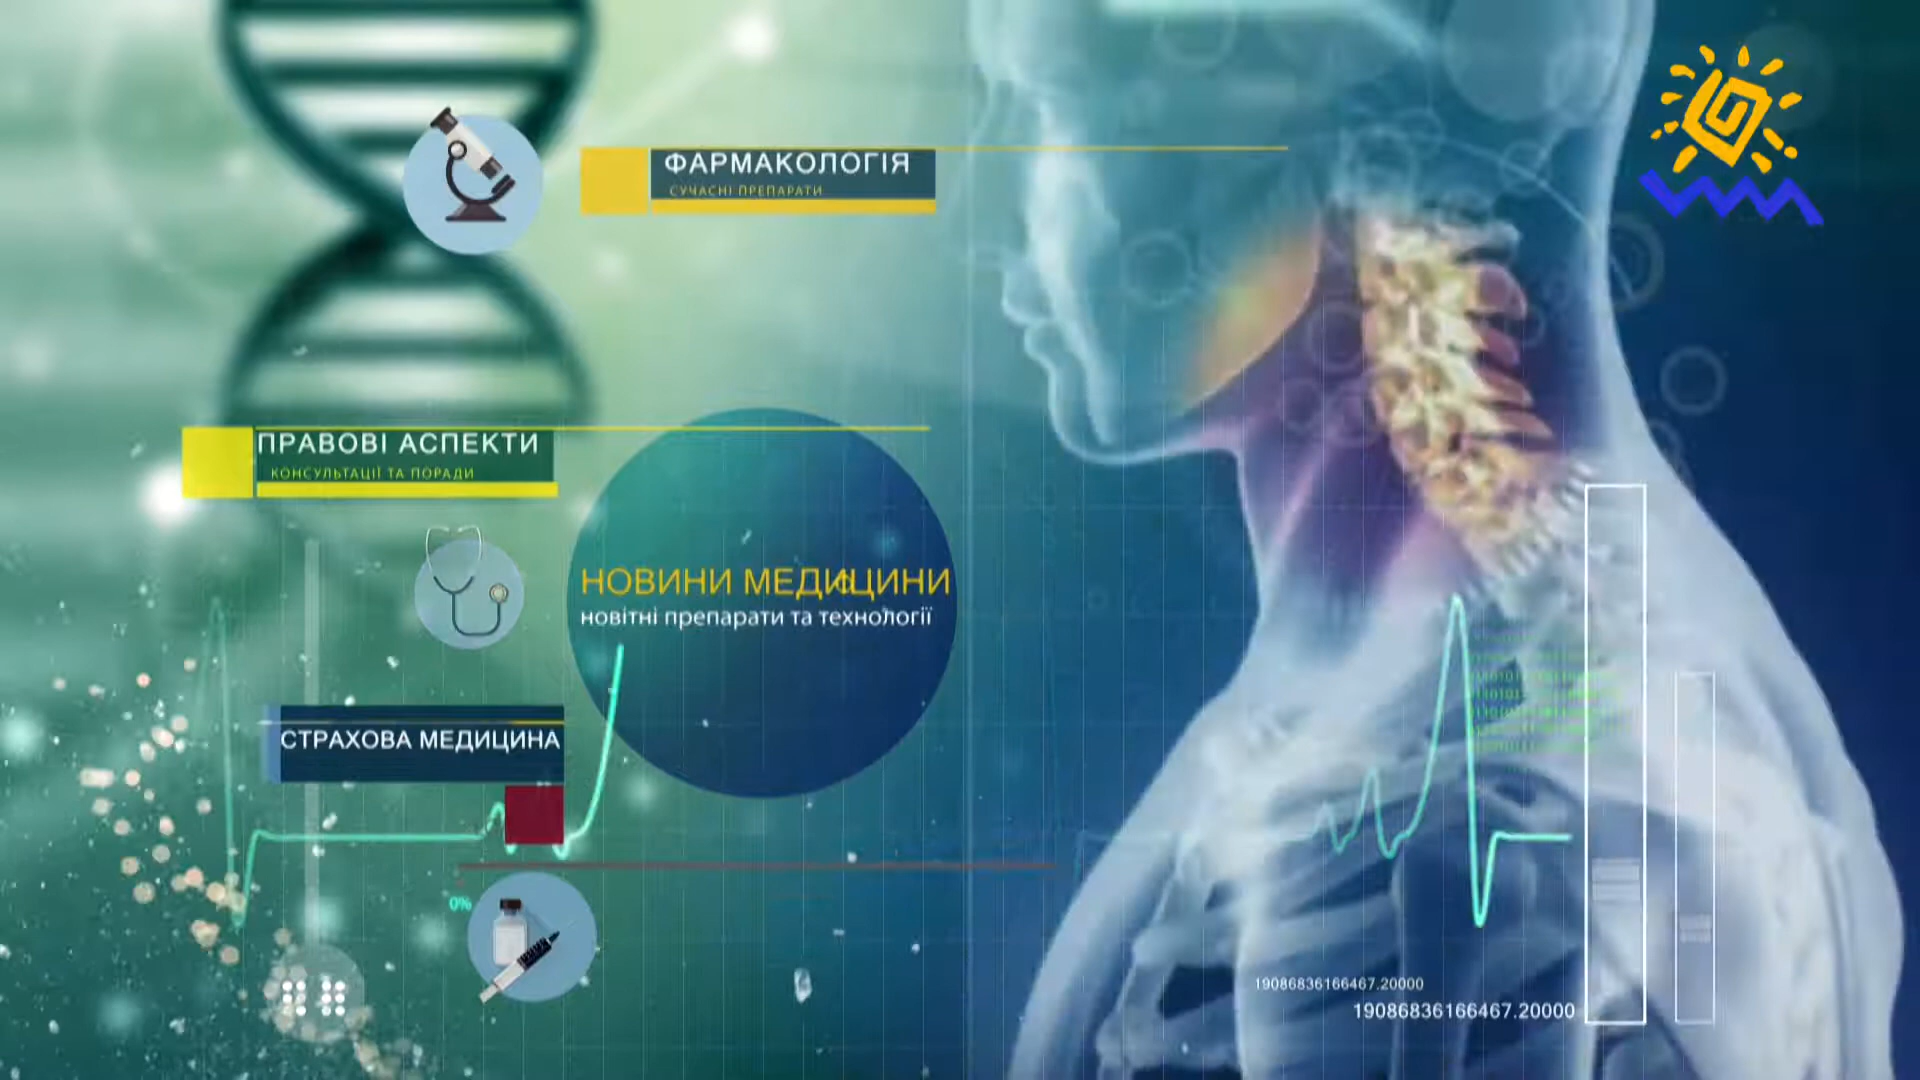 ФАРМАКОЛОГІЯ
СУЧАСНІ ПРЕПАРАТИ
ПРАВОВІ АСПЕКТИ
КОНСУЛЬТАЦІЇ ТА ПОРАДИ
НОВИНИ МЕДИЦИНИ
новітні препарати та технології
СТРАХОВА МЕДИЦИНА
0%
19086836166467.20000
19086836166467.20000